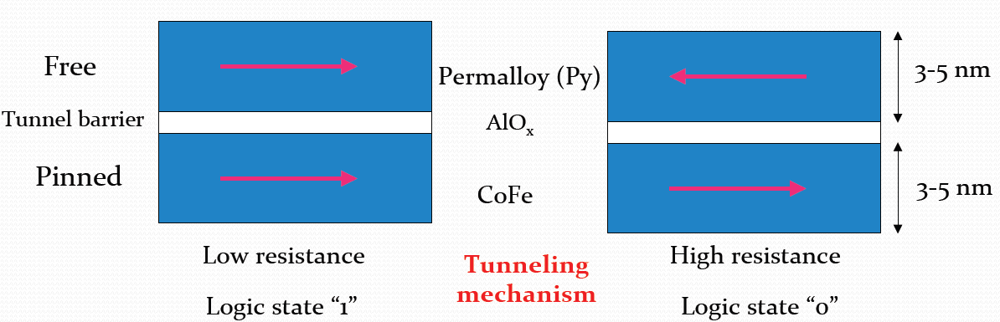 Free
Permalloy (Py)
3-5 nm
Tunnel barrier
AlOx
Pinned
CoFe
3-5 nm
Low resistance
High resistance
Tunneling
mechanism
Logic state “1”
Logic state “0”